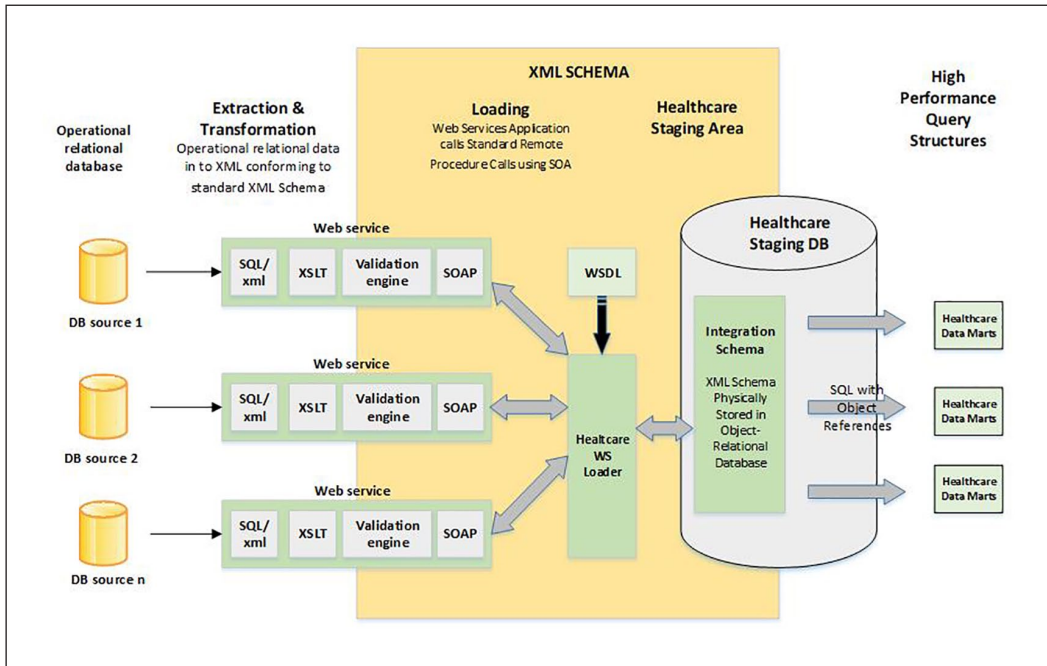 XML SCHEMA
Operational
relational
database
Extraction &
Transformation
Operational relational data
in to XML conforming to
standard XML Schema
Loading
Web Services Application
calls Standard Remote
Procedure Calls using SOA
Healthcare
Staging Area
High
Performance
Query
Structures
DB source 1
Web service
SQL/
xml
XSLT
Validation
engine
SOAP
DB source 2
Web service
SQL/
xml
XSLT
Validation
engine
SOAP
DB source n
Web service
SQL/
xml
XSLT
Validation
engine
SOAP
WSDL
Healtcare
WS
Loader
Healthcare
Staging DB
Integration
Schema
XML Schema
Physically
Stored in
Object-
Relational
Database
SQL with
Object
References
Healthcare
Data Marts
Healthcare
Data Marts
Healthcare
Data Marts